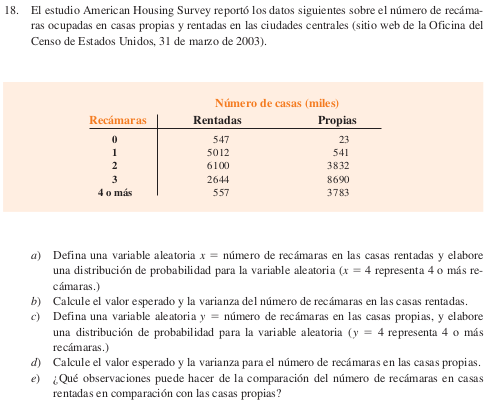 18. El estudio American Housing Survey reportó los datos siguientes sobre el número de recáma-
ras ocupadas en casas propias y rentadas en las ciudades centrales (sitio web de la Oficina del
Censo de Estados Unidos, 31 de marzo de 2003).
Número de casas (miles)
Recámaras Rentadas Propias
0 547 23
1 5012 541
2 6100 3832
3 2644 8690
4 o más 557 3783
a) Defina una variable aleatoria x = número de recámaras en las casas rentadas y elabore
una distribución de probabilidad para la variable aleatoria (x = 4 representa 4 o más re-
cámaras.)
b) Calcule el valor esperado y la varianza del número de recámaras en las casas rentadas.
c) Defina una variable aleatoria y = número de recámaras en las casas propias, y elabore
una distribución de probabilidad para la variable aleatoria (y = 4 representa 4 o más
recámaras.)
d) Calcule el valor esperado y la varianza para el número de recámaras en las casas propias.
e) ¿Qué observaciones puede hacer de la comparación del número de recámaras en casas
rentadas en comparación con las casas propias?